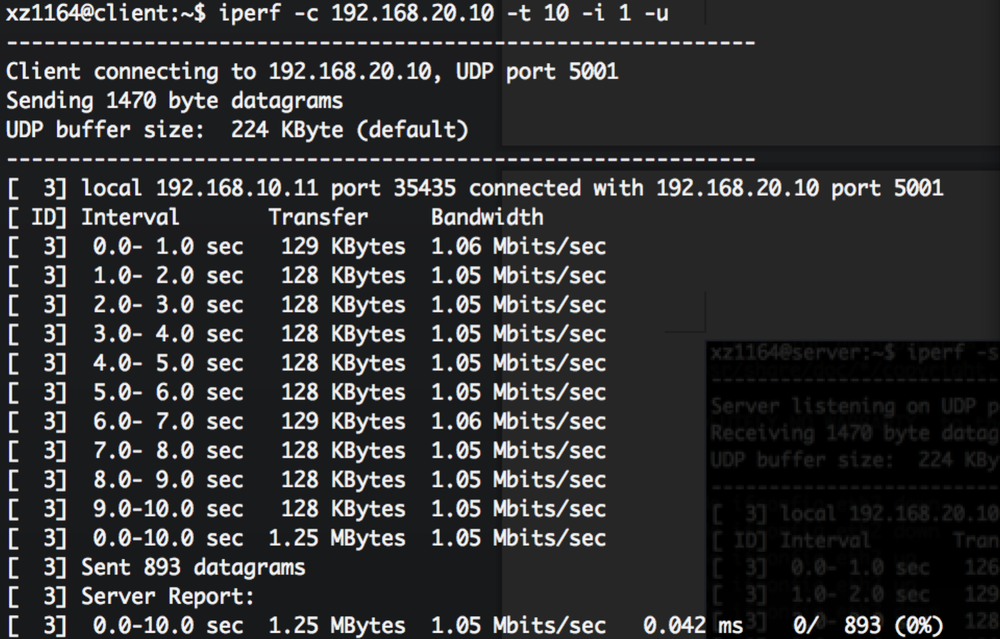 xz1164@client:~$ iperf -c 192.168.20.10 -t 10 -i 1 -u
------------------------------------------------------------
Client connecting to 192.168.20.10, UDP port 5001
Sending 1470 byte datagrams
UDP buffer size:  224 KByte (default)
------------------------------------------------------------
[  3] local 192.168.10.11 port 35435 connected with 192.168.20.10 port 5001
[ ID] Interval       Transfer     Bandwidth
[  3]  0.0- 1.0 sec   129 KBytes  1.06 Mbits/sec
[  3]  1.0- 2.0 sec   128 KBytes  1.05 Mbits/sec
[  3]  2.0- 3.0 sec   128 KBytes  1.05 Mbits/sec
[  3]  3.0- 4.0 sec   128 KBytes  1.05 Mbits/sec
[  3]  4.0- 5.0 sec   128 KBytes  1.05 Mbits/sec
[  3]  5.0- 6.0 sec   128 KBytes  1.05 Mbits/sec
[  3]  6.0- 7.0 sec   129 KBytes  1.06 Mbits/sec
[  3]  7.0- 8.0 sec   128 KBytes  1.05 Mbits/sec
[  3]  8.0- 9.0 sec   128 KBytes  1.05 Mbits/sec
[  3]  9.0-10.0 sec   128 KBytes  1.05 Mbits/sec
[  3]  0.0-10.0 sec  1.25 MBytes  1.05 Mbits/sec
[  3] Sent 893 datagrams
[  3] Server Report:
[  3]  0.0-10.0 sec  1.25 MBytes  1.05 Mbits/sec   0.042 ms    0/  893 (0%)
xz1164@server:~$ iperf -s
sr/share/doc/*/copyright.
-----------------------
Server listening on UDP p
Receiving 1470 byte datag
UDP buffer size:  224 KBy
-----------------------
[  3] local 192.168.20.10
[ ID] Interval       Tran
[  3]  0.0- 1.0 sec   126
[  3]  1.0- 2.0 sec   129
3] 128